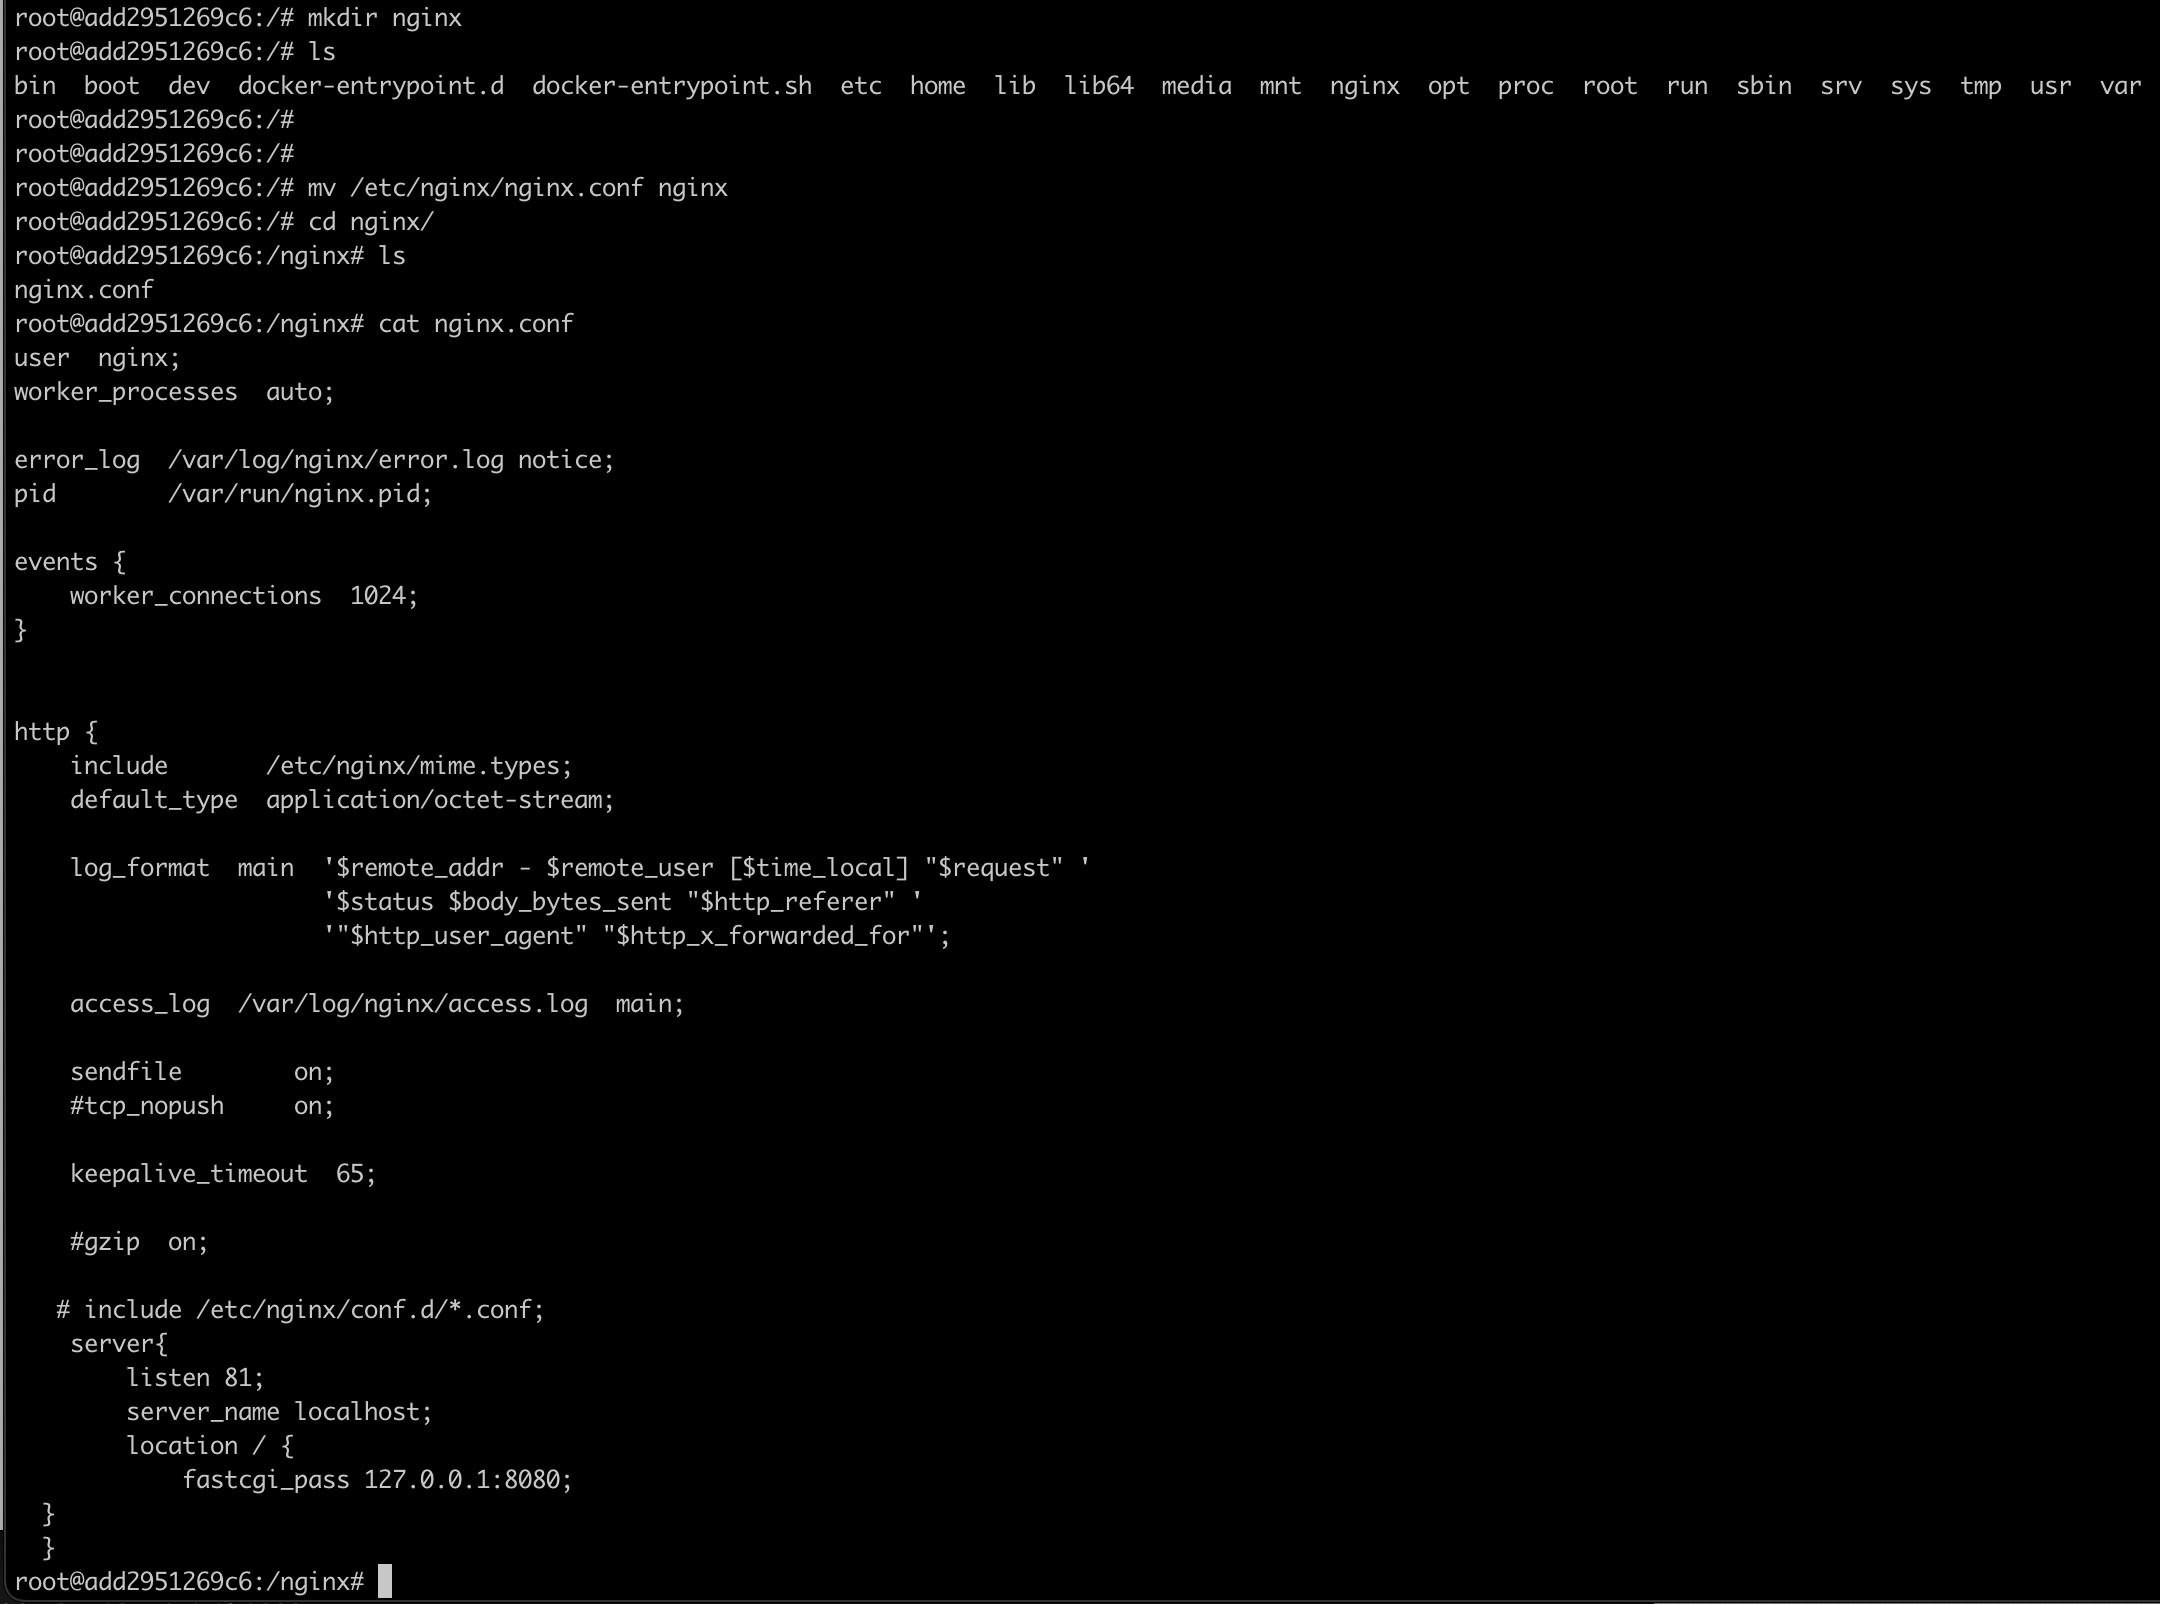 root@add2951269c6:/# mkdir nginx
root@add2951269c6:/# ls
bin  boot  dev  docker-entrypoint.d  docker-entrypoint.sh  etc  home  lib  lib64  media  mnt  nginx  opt  proc  root  run  sbin  srv  sys  tmp  usr  var
root@add2951269c6:/#
root@add2951269c6:/#
root@add2951269c6:/# mv /etc/nginx/nginx.conf nginx
root@add2951269c6:/# cd nginx/
root@add2951269c6:/nginx# ls
nginx.conf
root@add2951269c6:/nginx# cat nginx.conf
user  nginx;
worker_processes  auto;

error_log  /var/log/nginx/error.log notice;
pid        /var/run/nginx.pid;

events {
    worker_connections  1024;
}


http {
    include       /etc/nginx/mime.types;
    default_type  application/octet-stream;

    log_format  main  '$remote_addr - $remote_user [$time_local] "$request" '
                      '$status $body_bytes_sent "$http_referer" '
                      '"$http_user_agent" "$http_x_forwarded_for"';

    access_log  /var/log/nginx/access.log  main;

    sendfile        on;
    #tcp_nopush     on;

    keepalive_timeout  65;

    #gzip  on;

   # include /etc/nginx/conf.d/*.conf;
    server{
        listen 81;
        server_name localhost;
        location / {
            fastcgi_pass 127.0.0.1:8080;
  }
  }
root@add2951269c6:/nginx#